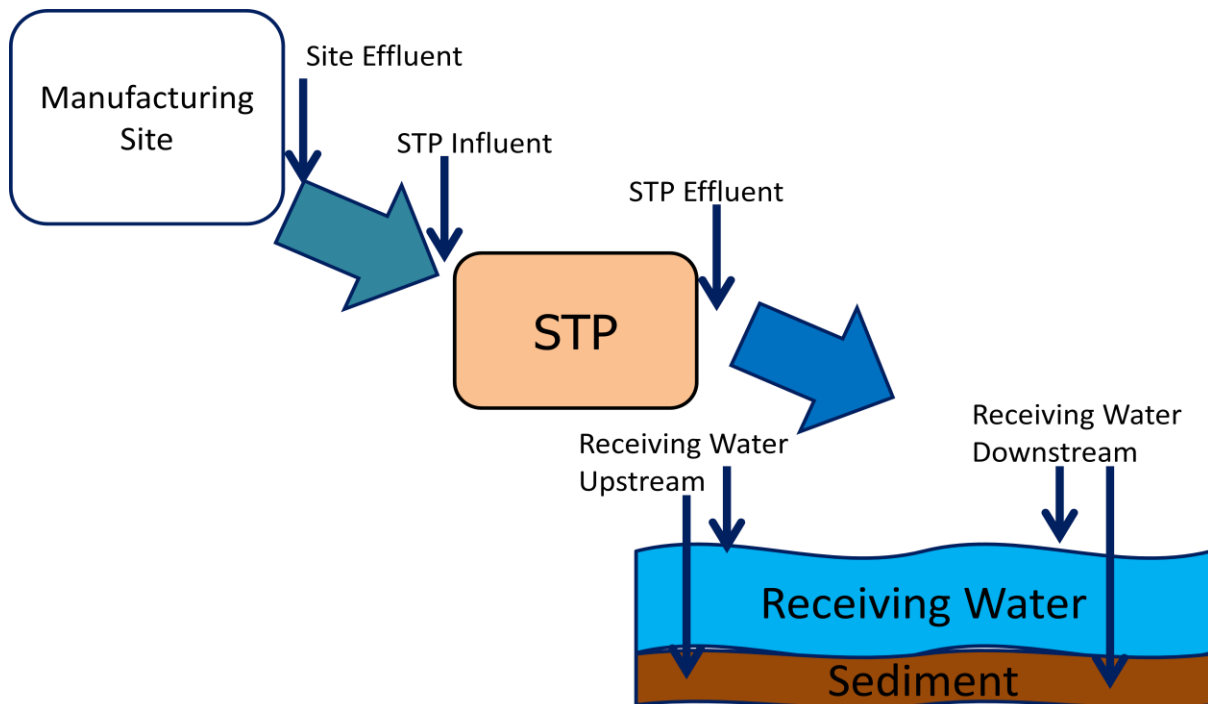 Site Effluent
Manufacturing
Site
STP Influent
STP Effluent
STP
Receiving Water
Upstream
Receiving Water
Downstream
Receiving Water
Sediment